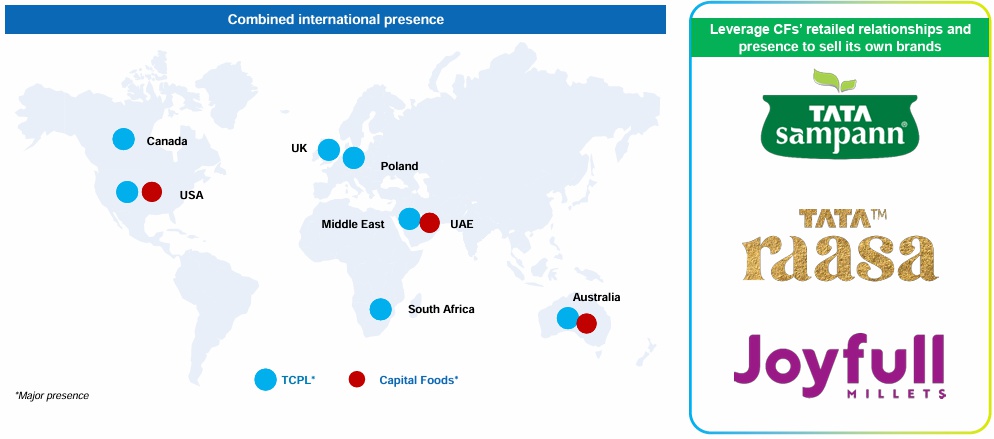 Combined international presence
Canada
USA
UK
Poland
Middle East
UAE
South Africa
Australia
TCPL*
Capital Foods*
*Major presence
Leverage CFs' retailed relationships and
presence to sell its own brands
TATA
sampann®
TATA™
raasa
Joyfull
MILLETS